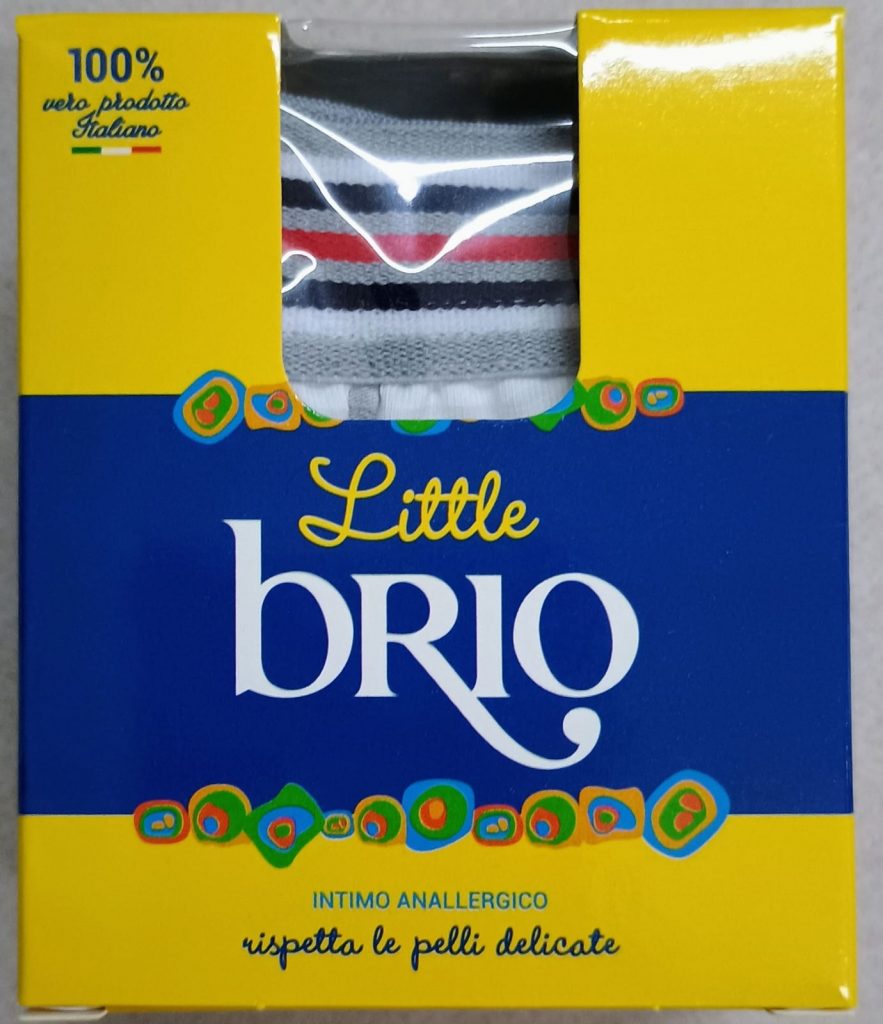 100%
vero prodotto
Italiano
Little
bRIO
INTIMO ANALLERGICO
rispetta le pelli delicate